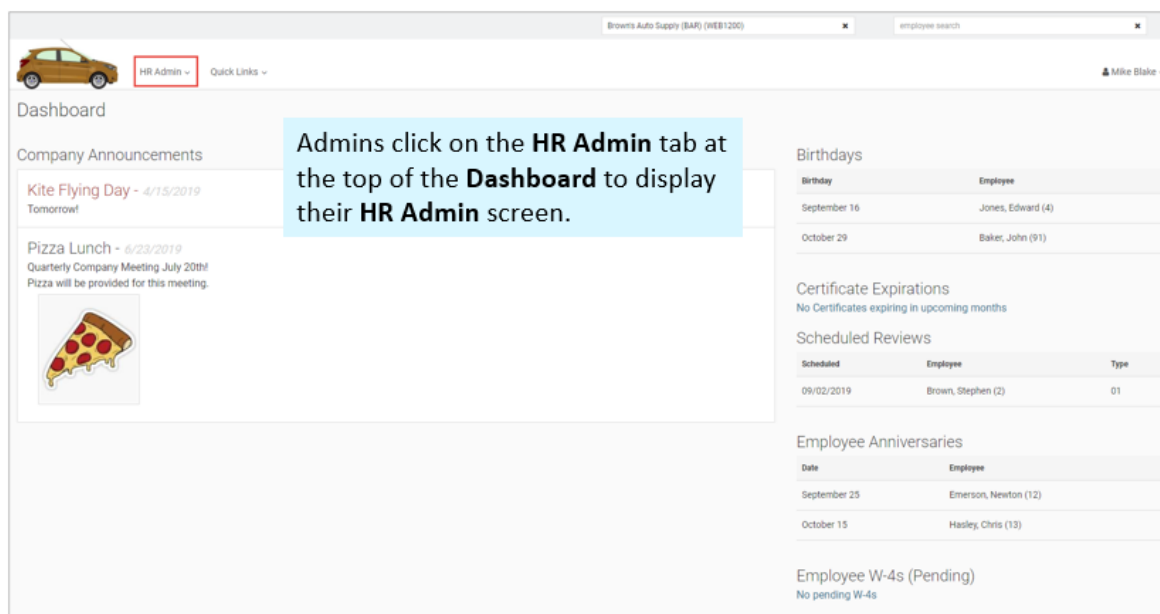 Brown's Auto Supply (BAR) (WEB1200) ✖ employee search ✖
HR Admin Quick Links Mike Blake
Dashboard
Admins click on the HR Admin tab at
the top of the Dashboard to display
their HR Admin screen.
Company Announcements
Kite Flying Day - 4/15/2019
Tomorrow!
Pizza Lunch - 6/23/2019
Quarterly Company Meeting July 20th!
Pizza will be provided for this meeting.
Birthdays
Birthday Employee
September 16 Jones, Edward (4)
October 29 Baker, John (91)
Certificate Expirations
No Certificates expiring in upcoming months
Scheduled Reviews
Scheduled Employee Type
09/02/2019 Brown, Stephen (2) 01
Employee Anniversaries
Date Employee
September 25 Emerson, Newton (12)
October 15 Hasley, Chris (13)
Employee W-4s (Pending)
No pending W-4s